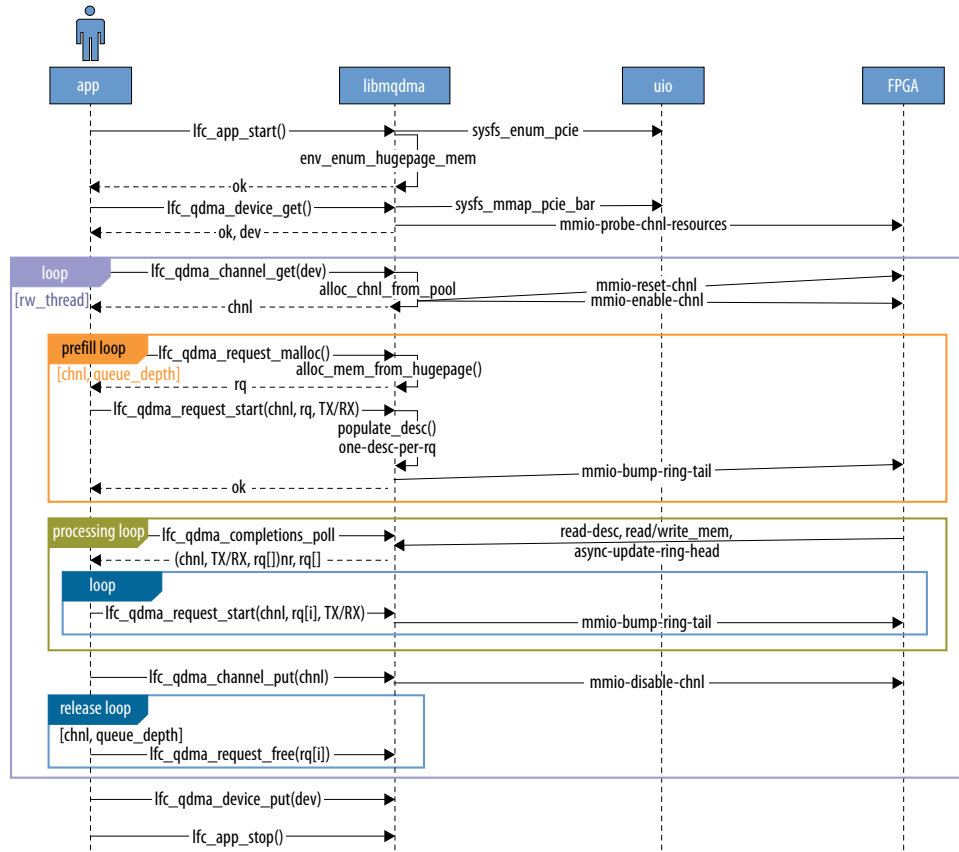 app
libmqdma
uio
FPGA
lfc_app_start()
sysfs_enum_pcie
env_enum_hugepage_mem
ok
lfc_qdma_device_get()
sysfs_mmap_pcie_bar
ok, dev
mmio-probe-chnl-resources
loop
lfc_qdma_channel_get(dev)
[rw_thread]
alloc_chnl_from_pool
mmio-reset-chnl
chnl
mmio-enable-chnl
prefill loop
lfc_qdma_request_malloc()
[chnl, queue_depth]
alloc_mem_from_hugepage()
rq
lfc_qdma_request_start(chnl, rq, TX/RX)
populate_desc()
one-desc-per-rq
mmio-bump-ring-tail
ok
processing loop
lfc_qdma_completions_poll
read-desc, read/write_mem,
async-update-ring-head
(chnl, TX/RX, rq[])nr, rq[]
loop
lfc_qdma_request_start(chnl, rq[i], TX/RX)
mmio-bump-ring-tail
lfc_qdma_channel_put(chnl)
mmio-disable-chnl
release loop
[chnl, queue_depth]
lfc_qdma_request_free(rq[i])
lfc_qdma_device_put(dev)
lfc_app_stop()